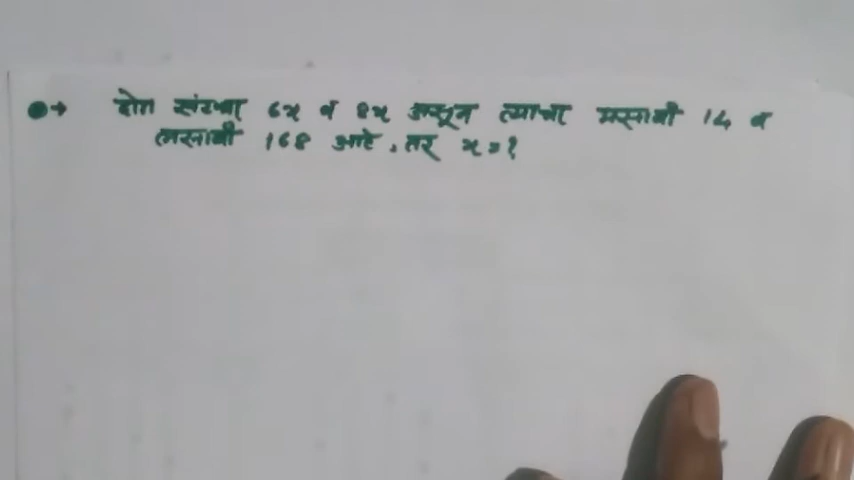 ●→ दोन संख्या 6x व 8x असून त्याचा मसावी 14 व
लसावी 168 आहे, तर x = ?